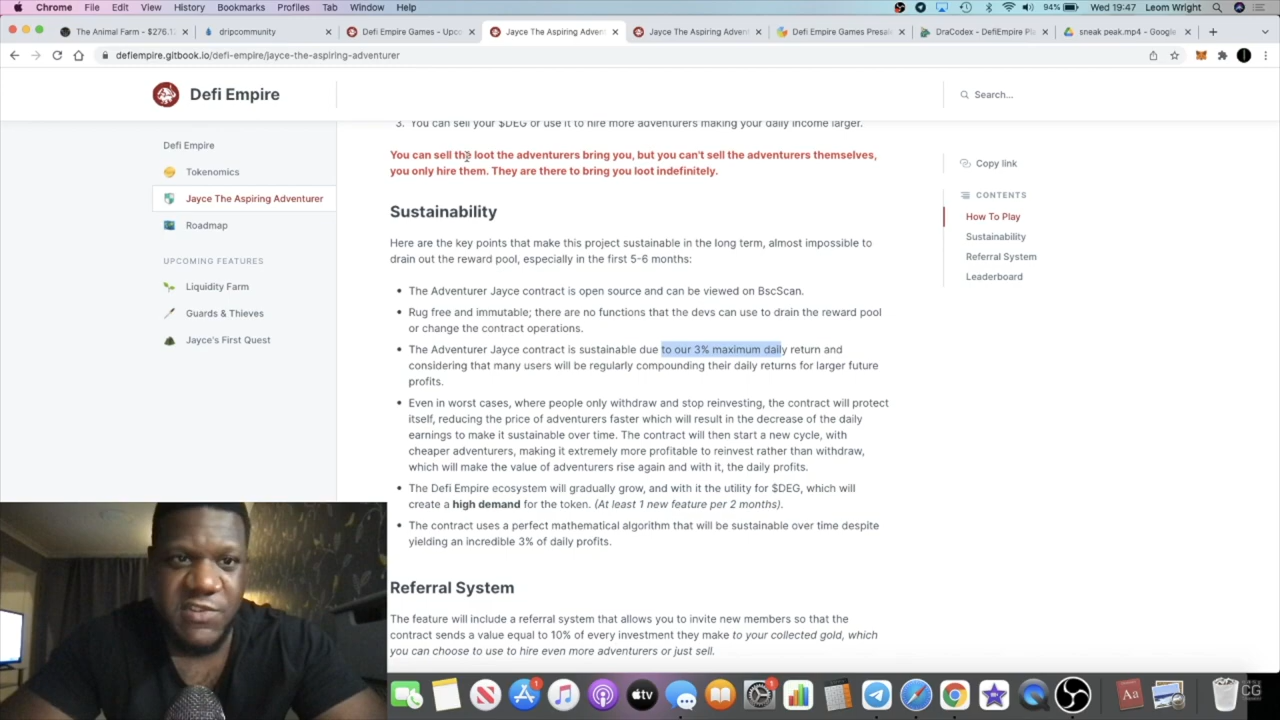 Chrome File Edit View History Bookmarks Profiles Tab Window Help 94% Wed 19:47 Leom Wright
The Animal Farm - $276.1 dripcommunity Defi Empire Games - Upco Jayce The Aspiring Adven Jayce The Aspiring Adven Defi Empire Games Presal DraCodex - DefiEmpire Pl sneak peak.mp4 - Google
defiempire.gitbook.io/defi-empire/jayce-the-aspiring-adventurer
Defi Empire
Search...
Defi Empire
Tokenomics
Jayce The Aspiring Adventurer
Roadmap
UPCOMING FEATURES
Liquidity Farm
Guards & Thieves
Jayce's First Quest
3. You can sell your $DEG or use it to hire more adventurers making your daily income larger.
You can sell the loot the adventurers bring you, but you can't sell the adventurers themselves,
you only hire them. They are there to bring you loot indefinitely.
Sustainability
Here are the key points that make this project sustainable in the long term, almost impossible to
drain out the reward pool, especially in the first 5-6 months:
• The Adventurer Jayce contract is open source and can be viewed on BscScan.
• Rug free and immutable; there are no functions that the devs can use to drain the reward pool
or change the contract operations.
• The Adventurer Jayce contract is sustainable due to our 3% maximum daily return and
considering that many users will be regularly compounding their daily returns for larger future
profits.
• Even in worst cases, where people only withdraw and stop reinvesting, the contract will protect
itself, reducing the price of adventurers faster which will result in the decrease of the daily
earnings to make it sustainable over time. The contract will then start a new cycle, with
cheaper adventurers, making it extremely more profitable to reinvest rather than withdraw,
which will make the value of adventurers rise again and with it, the daily profits.
• The Defi Empire ecosystem will gradually grow, and with it the utility for $DEG, which will
create a high demand for the token. (At least 1 new feature per 2 months).
• The contract uses a perfect mathematical algorithm that will be sustainable over time despite
yielding an incredible 3% of daily profits.
Referral System
The feature will include a referral system that allows you to invite new members so that the
contract sends a value equal to 10% of every investment they make to your collected gold, which
you can choose to use to hire even more adventurers or just sell.
Copy link
CONTENTS
How To Play
Sustainability
Referral System
Leaderboard
1
tv
1
Aa
CG